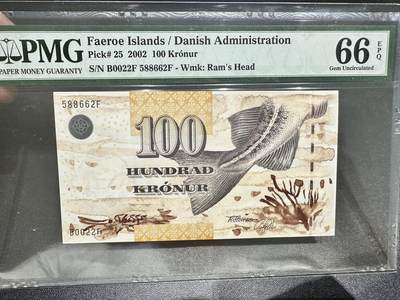 PMG
PAPER MONEY GUARANTY
Faeroe Islands / Danish Administration
Pick# 25 2002 100 Krónur
S/N B0022F 588662F - Wmk: Ram's Head
66 EPQ
Gem Uncirculated
588662F
100
HUNDRAÐ
KRÓNUR
B0022F